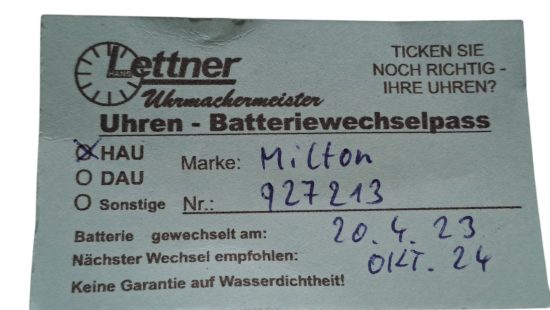 HANS
Lettner
Uhrmachermeister
TICKEN SIE
NOCH RICHTIG -
IHRE UHREN?
Uhren - Batteriewechselpass
HAU
DAU
Sonstige
Marke: Milton
Nr.: 927213
Batterie gewechselt am: 20. 4. 23
Nächster Wechsel empfohlen: OKT. 24
Keine Garantie auf Wasserdichtheit!